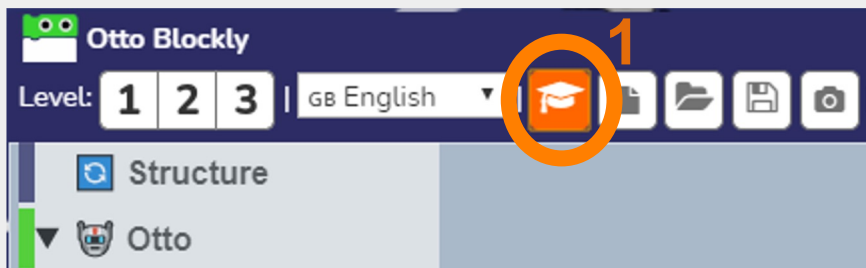 Otto Blockly
1
Level: 1 2 3 | GB English |
Structure
Otto